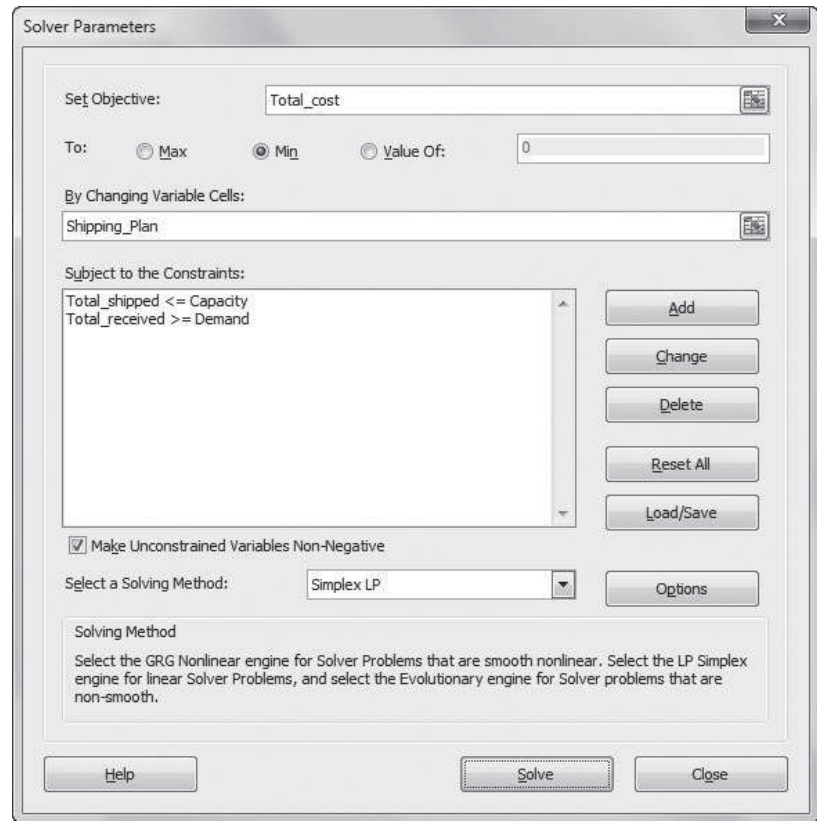 Solver Parameters
X
Set Objective:
Total_cost
To:
Max
Min
Value Of:
0
By Changing Variable Cells:
Shipping_Plan
Subject to the Constraints:
Total_shipped <= Capacity
Total_received >= Demand
Add
Change
Delete
Reset All
Load/Save
Make Unconstrained Variables Non-Negative
Select a Solving Method:
Simplex LP
Options
Solving Method
Select the GRG Nonlinear engine for Solver Problems that are smooth nonlinear. Select the LP Simplex
engine for linear Solver Problems, and select the Evolutionary engine for Solver problems that are
non-smooth.
Help
Solve
Close